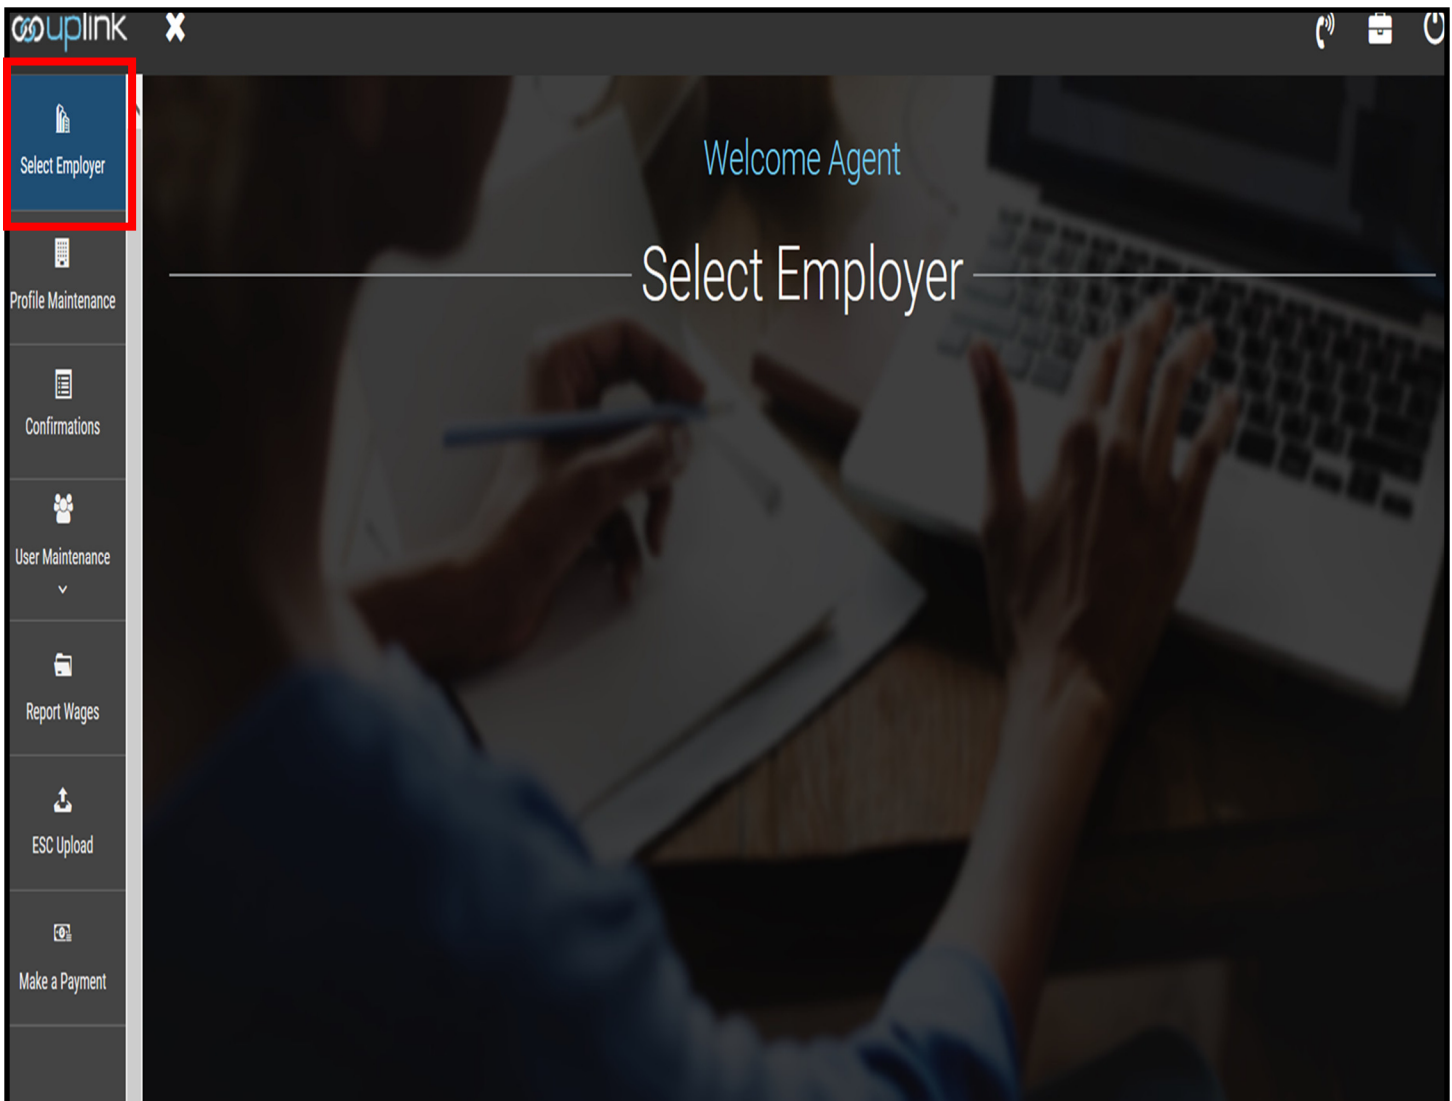 uplink
Welcome Agent
Select Employer
Select Employer
Profile Maintenance
Confirmations
User Maintenance
Report Wages
ESC Upload
Make a Payment